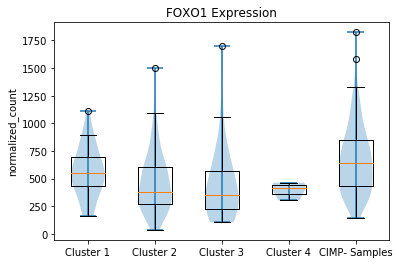 FOXO1 Expression
normalized_count
1750
1500
1250
1000
750
500
250
0
Cluster 1 Cluster 2 Cluster 3 Cluster 4 CIMP- Samples